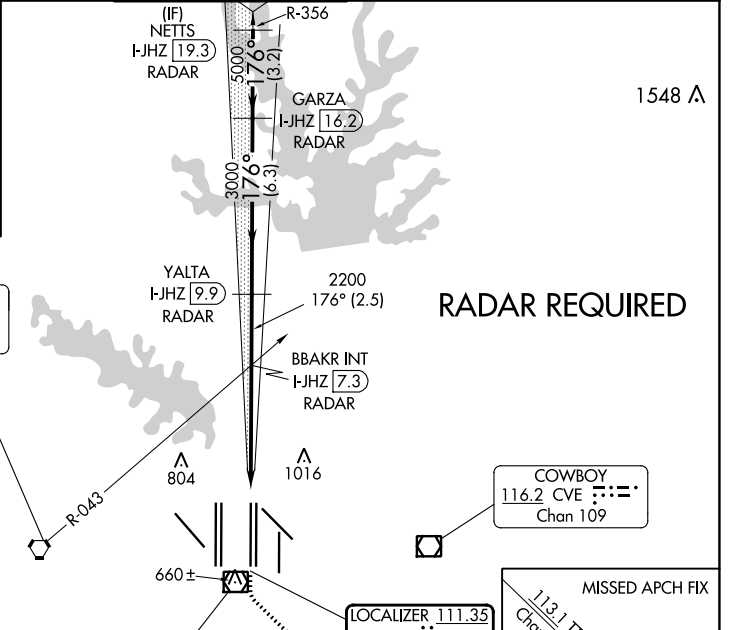 (IF)
NETTS
I-JHZ 19.3
RADAR
R-356
5000
176°
(3.2)
GARZA
I-JHZ 16.2
RADAR
1548
3000
176°
(6.3)
YALTA
I-JHZ 9.9
RADAR
2200
176° (2.5)
RADAR REQUIRED
BBAKR INT
I-JHZ 7.3
RADAR
804
1016
R-043
COWBOY
116.2 CVE
Chan 109
660±
LOCALIZER 111.35
MISSED APCH FIX
113.1